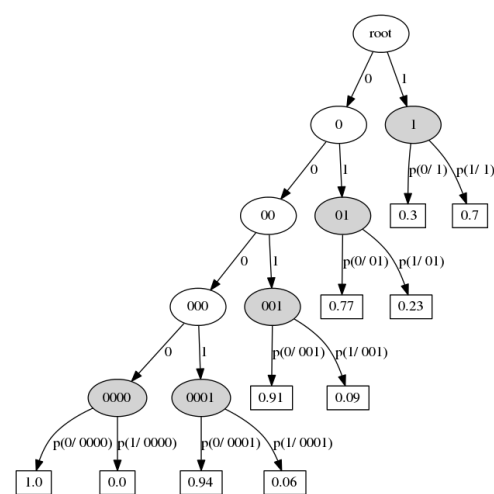 root
0 1
0 1
0 1 p(0/ 1) p(1/ 1)
00 01 0.3 0.7
0 1 p(0/ 01) p(1/ 01)
000 001 0.77 0.23
0 1 p(0/ 001) p(1/ 001)
0000 0001 0.91 0.09
p(0/ 0000) p(1/ 0000) p(0/ 0001) p(1/ 0001)
1.0 0.0 0.94 0.06